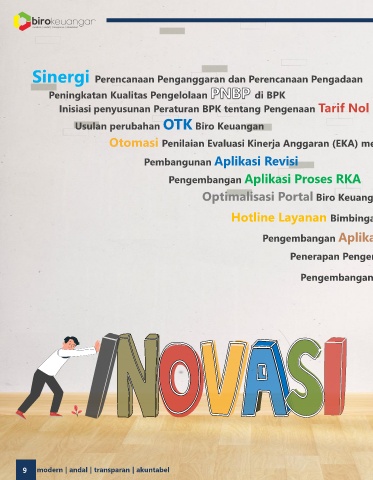 birokeuangan
Sinergi Perencanaan Penganggaran dan Perencanaan Pengadaan
Peningkatan Kualitas Pengelolaan PNBP di BPK
Inisiasi penyusunan Peraturan BPK tentang Pengenaan Tarif Nol
Usulan perubahan OTK Biro Keuangan
Otomasi Penilaian Evaluasi Kinerja Anggaran (EKA) me
Pembangunan Aplikasi Revisi
Pengembangan Aplikasi Proses RKA
Optimalisasi Portal Biro Keuang
Hotline Layanan Bimbinga
Pengembangan Aplika
Penerapan Penge
Pengembangan
INOVASI
9 modern | andal | transparan | akuntabel